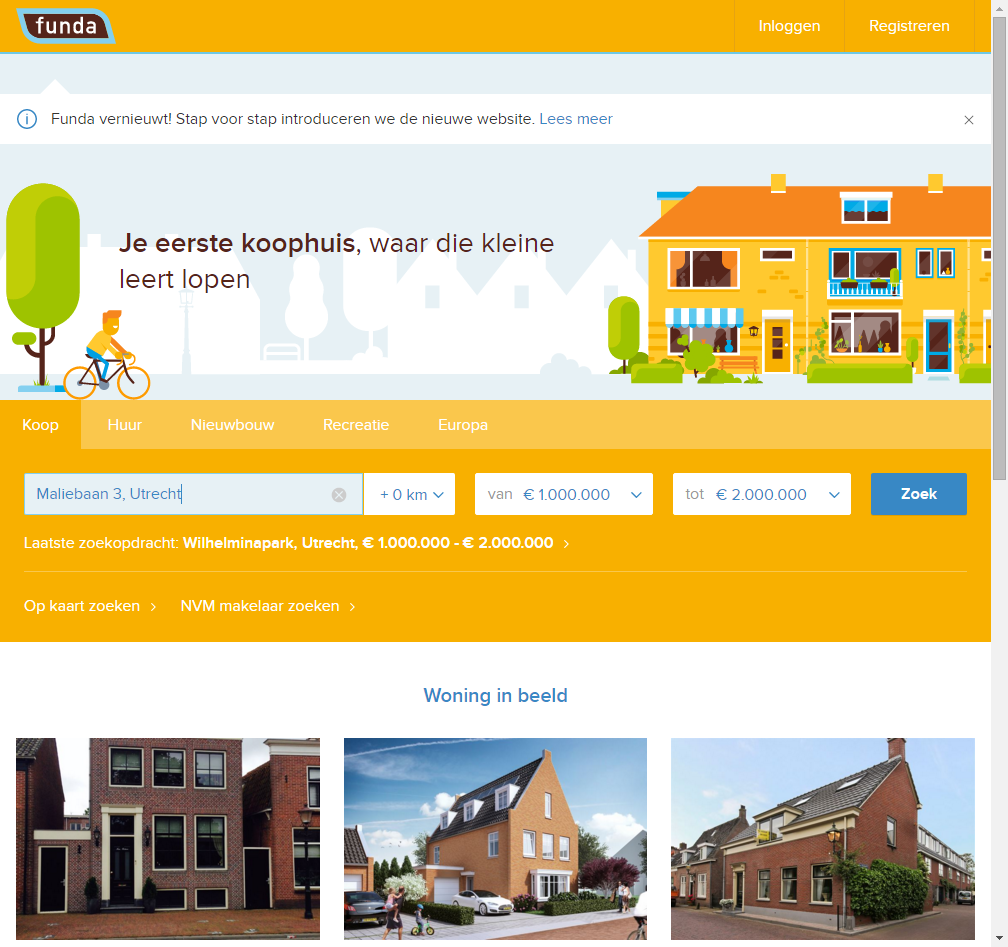 funda
Inloggen
Registreren
Funda vernieuwt! Stap voor stap introduceren we de nieuwe website. Lees meer
Je eerste koophuis, waar die kleine
leert lopen
Koop
Huur
Nieuwbouw
Recreatie
Europa
Maliebaan 3, Utrecht
+ 0 km
van € 1.000.000
tot € 2.000.000
Zoek
Laatste zoekopdracht: Wilhelminapark, Utrecht, € 1.000.000 - € 2.000.000
Op kaart zoeken
NVM makelaar zoeken
Woning in beeld